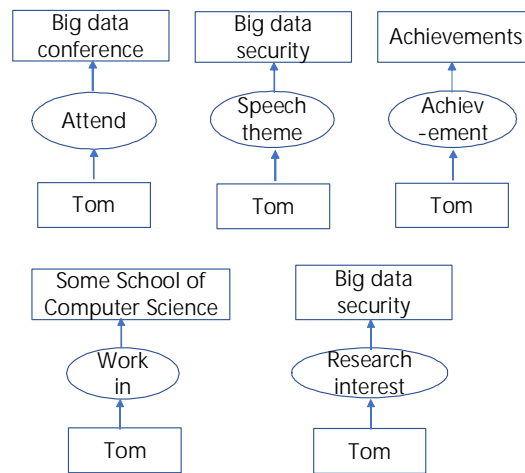 Big data
conference
Big data
security
Achievements
Attend
Speech
theme
Achiev
-ement
Tom
Tom
Tom
Some School of
Computer Science
Big data
security
Work
in
Research
interest
Tom
Tom